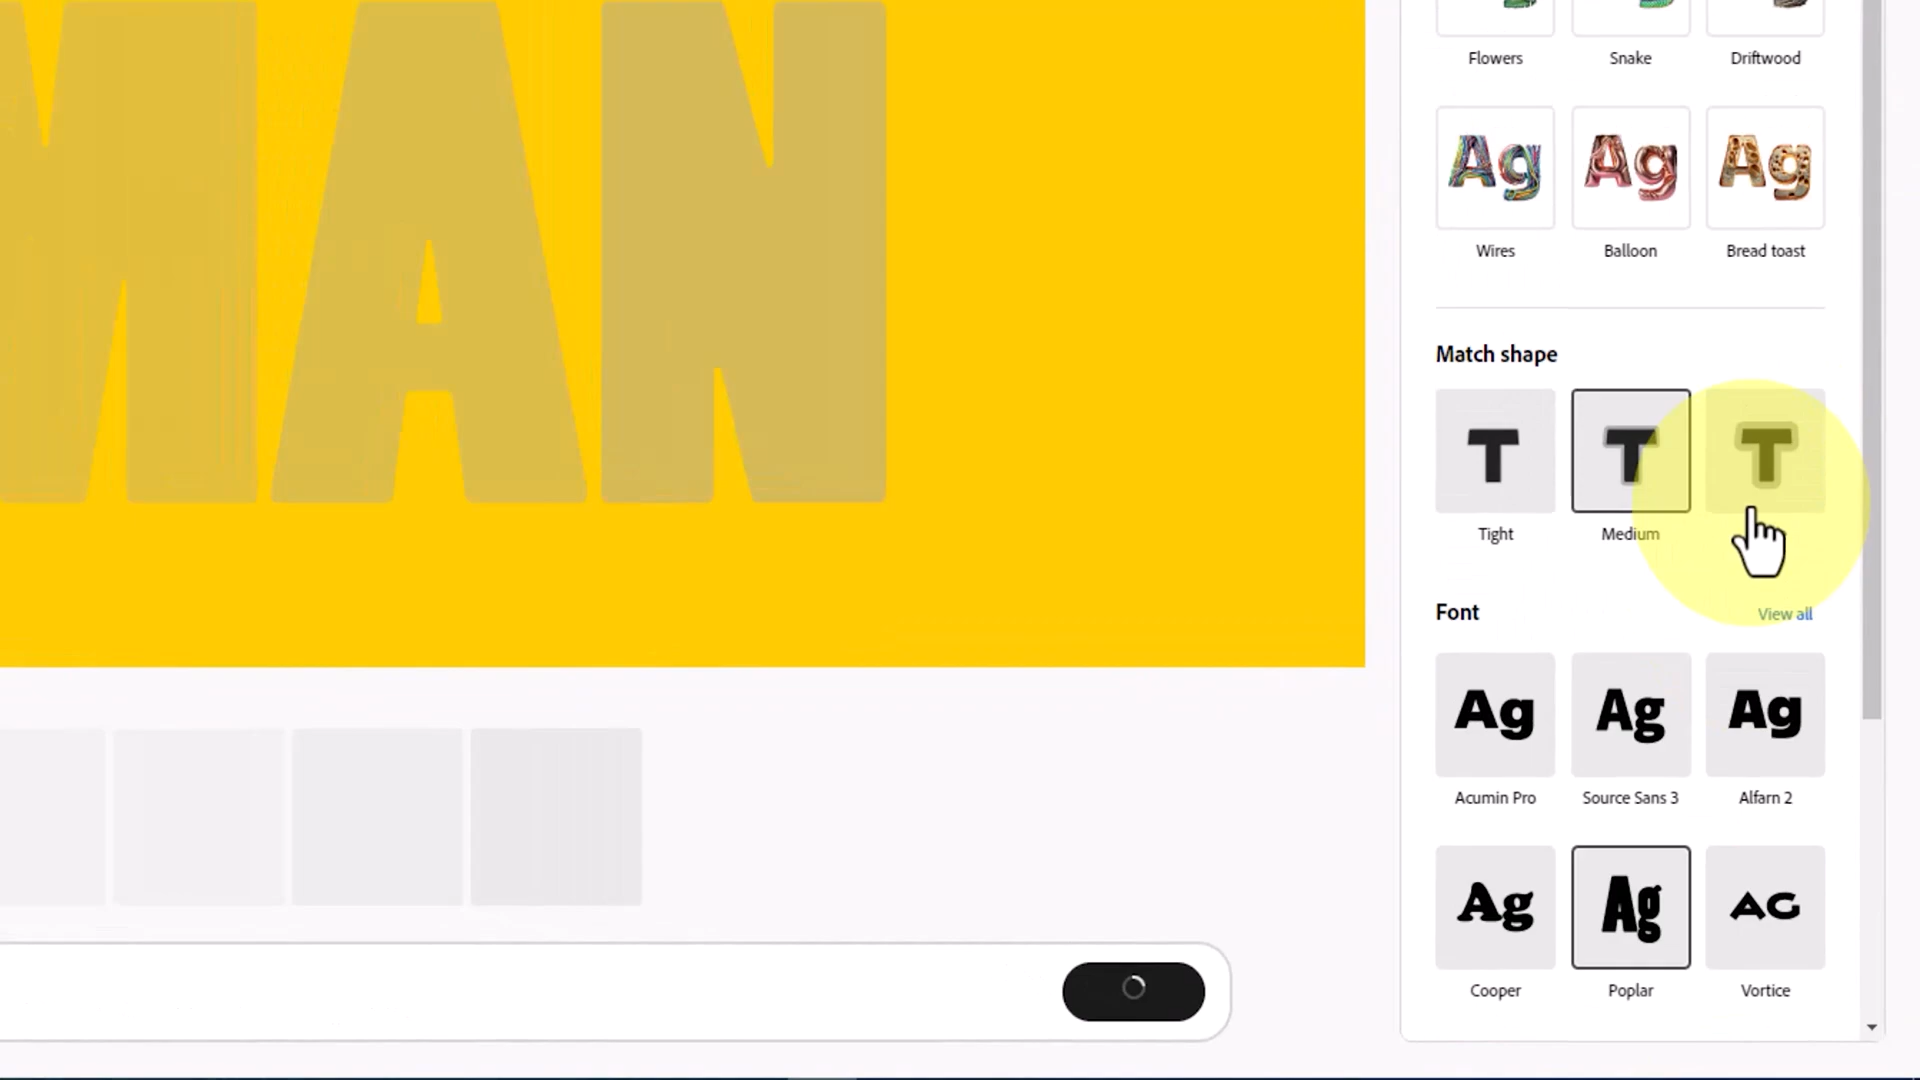 MAN
Flowers Snake Driftwood
Ag Ag Ag
Wires Balloon Bread toast
Match shape
T T T
Tight Medium
Font View all
Ag Ag Ag
Acumin Pro Source Sans 3 Alfarn 2
Ag Ag AG
Cooper Poplar Vortice